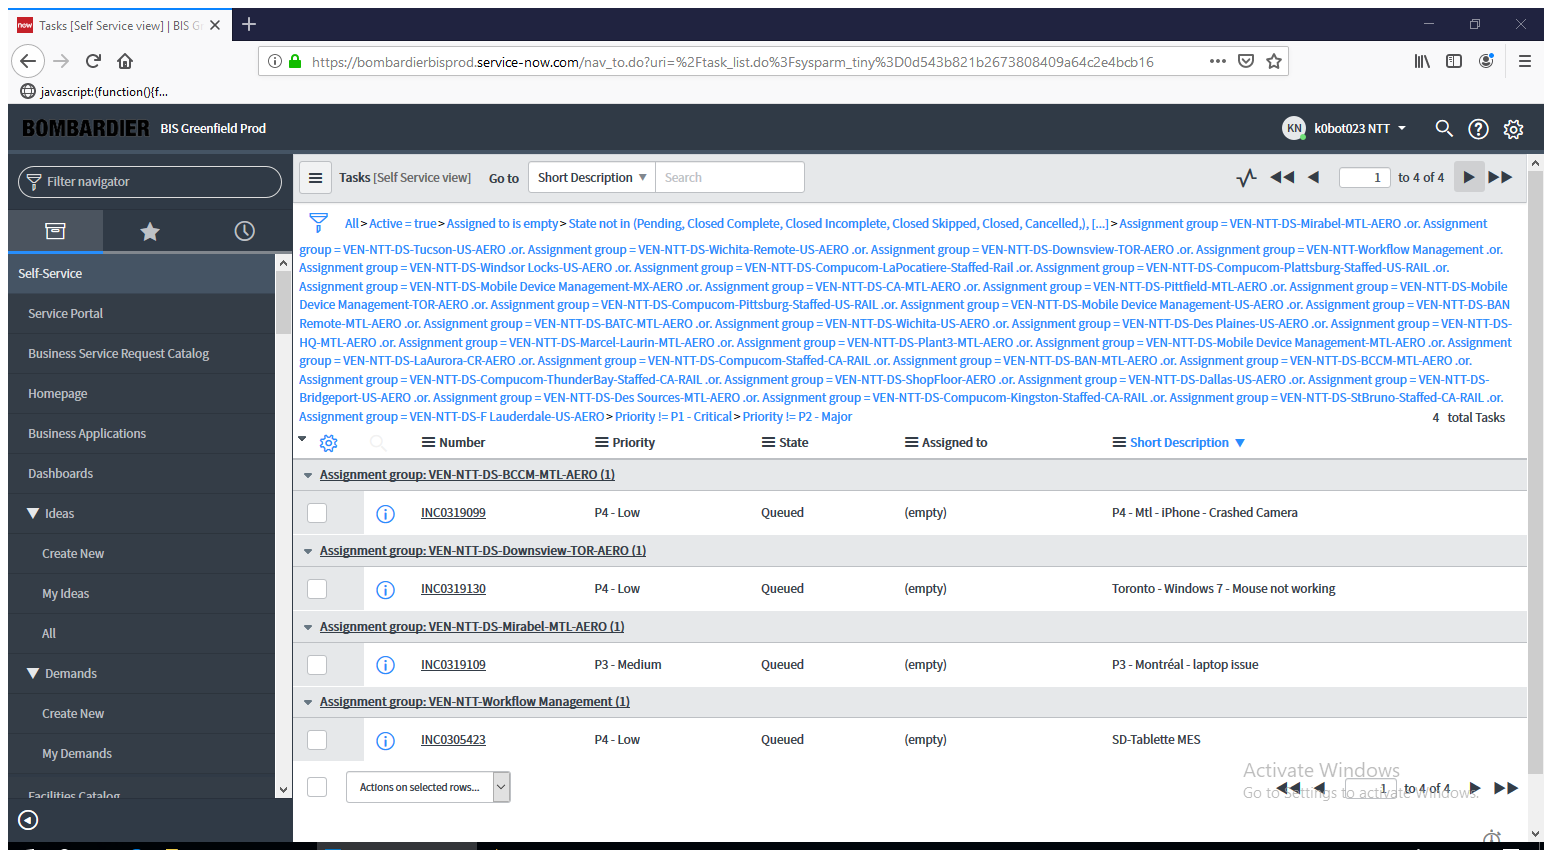 Tasks [Self Service view] | BIS Gr
https://bombardierbisprod.service-now.com/nav_to.do?uri=%2Ftask_list.do%3Fsysparm_tiny%3D0d543b821b2673808409a64c2e4bcb16
javascript:(function(){f...
BOMBARDIER BIS Greenfield Prod
KN k0bot023 NTT
Filter navigator
Tasks [Self Service view] Go to Short Description Search 1 to 4 of 4
All > Active = true > Assigned to is empty > State not in (Pending, Closed Complete, Closed Incomplete, Closed Skipped, Closed, Cancelled,), [...] > Assignment group = VEN-NTT-DS-Mirabel-MTL-AERO .or. Assignment
group = VEN-NTT-DS-Tucson-US-AERO .or. Assignment group = VEN-NTT-DS-Wichita-Remote-US-AERO .or. Assignment group = VEN-NTT-DS-Downsview-TOR-AERO .or. Assignment group = VEN-NTT-Workflow Management .or.
Assignment group = VEN-NTT-DS-Windsor Locks-US-AERO .or. Assignment group = VEN-NTT-DS-Compucom-LaPocatiere-Staffed-Rail .or. Assignment group = VEN-NTT-DS-Compucom-Plattsburg-Staffed-US-RAIL .or.
Assignment group = VEN-NTT-DS-Mobile Device Management-MX-AERO .or. Assignment group = VEN-NTT-DS-CA-MTL-AERO .or. Assignment group = VEN-NTT-DS-Pittfield-MTL-AERO .or. Assignment group = VEN-NTT-DS-Mobile
Device Management-TOR-AERO .or. Assignment group = VEN-NTT-DS-Compucom-Pittsburg-Staffed-US-RAIL .or. Assignment group = VEN-NTT-DS-Mobile Device Management-US-AERO .or. Assignment group = VEN-NTT-DS-BAN
Remote-MTL-AERO .or. Assignment group = VEN-NTT-DS-BATC-MTL-AERO .or. Assignment group = VEN-NTT-DS-Wichita-US-AERO .or. Assignment group = VEN-NTT-DS-Des Plaines-US-AERO .or. Assignment group = VEN-NTT-DS-
HQ-MTL-AERO .or. Assignment group = VEN-NTT-DS-Marcel-Laurin-MTL-AERO .or. Assignment group = VEN-NTT-DS-Plant3-MTL-AERO .or. Assignment group = VEN-NTT-DS-Mobile Device Management-MTL-AERO .or. Assignment
group = VEN-NTT-DS-LaAurora-CR-AERO .or. Assignment group = VEN-NTT-DS-Compucom-Staffed-CA-RAIL .or. Assignment group = VEN-NTT-DS-BAN-MTL-AERO .or. Assignment group = VEN-NTT-DS-BCCM-MTL-AERO .or.
Assignment group = VEN-NTT-DS-Compucom-ThunderBay-Staffed-CA-RAIL .or. Assignment group = VEN-NTT-DS-ShopFloor-AERO .or. Assignment group = VEN-NTT-DS-Dallas-US-AERO .or. Assignment group = VEN-NTT-DS-
Bridgeport-US-AERO .or. Assignment group = VEN-NTT-DS-Des Sources-MTL-AERO .or. Assignment group = VEN-NTT-DS-Compucom-Kingston-Staffed-CA-RAIL .or. Assignment group = VEN-NTT-DS-StBruno-Staffed-CA-RAIL .or.
Assignment group = VEN-NTT-DS-F Lauderdale-US-AERO > Priority != P1 - Critical > Priority != P2 - Major
4 total Tasks
Number Priority State Assigned to Short Description
Assignment group: VEN-NTT-DS-BCCM-MTL-AERO (1)
INC0319099 P4 - Low Queued (empty) P4 - Mtl - iPhone - Crashed Camera
Assignment group: VEN-NTT-DS-Downsview-TOR-AERO (1)
INC0319130 P4 - Low Queued (empty) Toronto - Windows 7 - Mouse not working
Assignment group: VEN-NTT-DS-Mirabel-MTL-AERO (1)
INC0319109 P3 - Medium Queued (empty) P3 - Montréal - laptop issue
Assignment group: VEN-NTT-Workflow Management (1)
INC0305423 P4 - Low Queued (empty) SD-Tablette MES
Actions on selected rows...
1 to 4 of 4
Activate Windows
Go to Settings to activate Windows.
Self-Service
Service Portal
Business Service Request Catalog
Homepage
Business Applications
Dashboards
Ideas
Create New
My Ideas
All
Demands
Create New
My Demands
Facilities Catalog